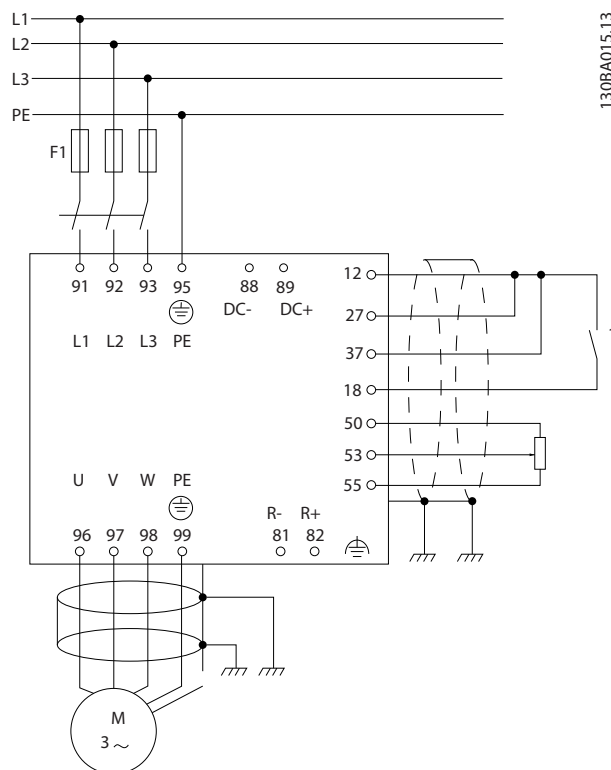 L1
L2
L3
PE
130BA015.13
F1
91 92 93 95 88 89
DC- DC+
L1 L2 L3 PE
12
27
37
18
50
53
55
U V W PE
R- R+
96 97 98 99 81 82
M
3 ~